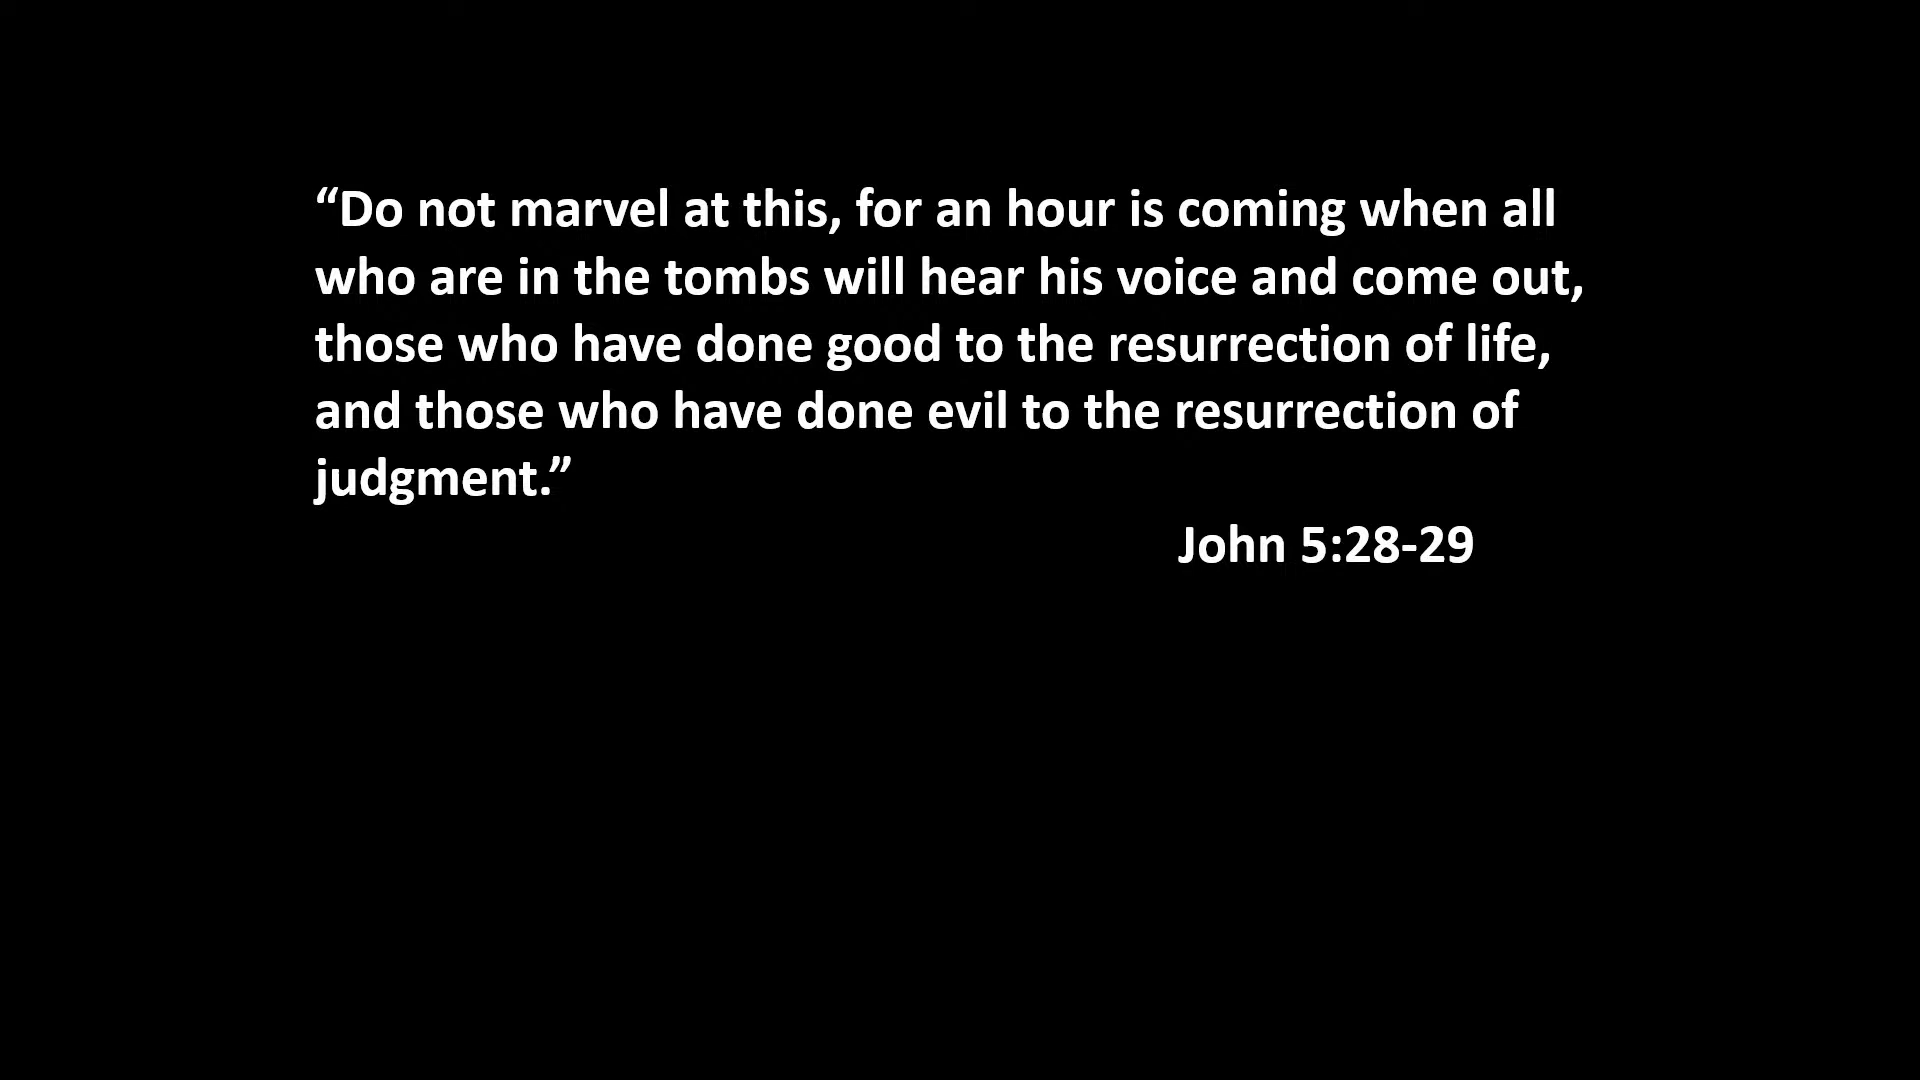 “Do not marvel at this, for an hour is coming when all
who are in the tombs will hear his voice and come out,
those who have done good to the resurrection of life,
and those who have done evil to the resurrection of
judgment.”
John 5:28-29